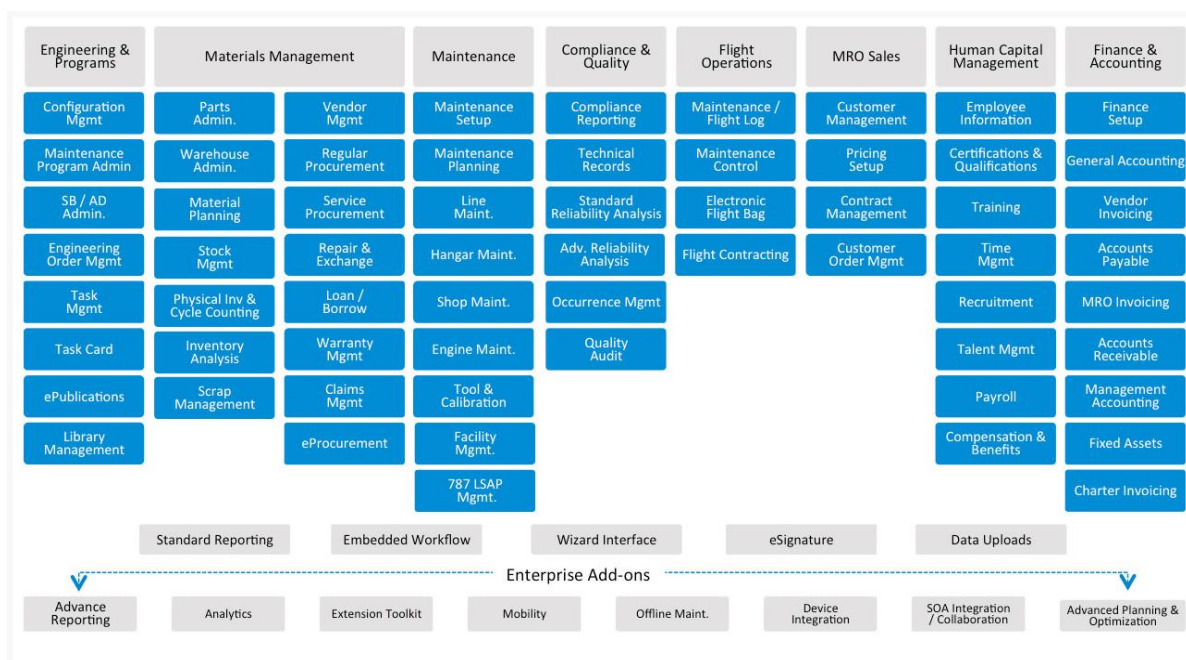 Engineering &
Programs
Materials Management
Maintenance
Compliance &
Quality
Flight
Operations
MRO Sales
Human Capital
Management
Finance &
Accounting
Configuration
Mgmt
Maintenance
Program Admin
SB / AD
Admin.
Engineering
Order Mgmt
Task
Mgmt
Task Card
ePublications
Library
Management
Parts
Admin.
Warehouse
Admin.
Material
Planning
Stock
Mgmt
Physical Inv &
Cycle Counting
Inventory
Analysis
Scrap
Management
Vendor
Mgmt
Regular
Procurement
Service
Procurement
Repair &
Exchange
Loan /
Borrow
Warranty
Mgmt
Claims
Mgmt
eProcurement
Maintenance
Setup
Maintenance
Planning
Line
Maint.
Hangar Maint.
Shop Maint.
Engine Maint.
Tool &
Calibration
Facility
Mgmt.
787 LSAP
Mgmt.
Compliance
Reporting
Technical
Records
Standard
Reliability Analysis
Adv. Reliability
Analysis
Occurrence Mgmt
Quality
Audit
Maintenance /
Flight Log
Maintenance
Control
Electronic
Flight Bag
Flight Contracting
Customer
Management
Pricing
Setup
Contract
Management
Customer
Order Mgmt
Employee
Information
Certifications &
Qualifications
Training
Time
Mgmt
Recruitment
Talent Mgmt
Payroll
Compensation &
Benefits
Finance
Setup
General Accounting
Vendor
Invoicing
Accounts
Payable
MRO Invoicing
Accounts
Receivable
Management
Accounting
Fixed Assets
Charter Invoicing
Standard Reporting
Embedded Workflow
Wizard Interface
eSignature
Data Uploads
Enterprise Add-ons
Advance
Reporting
Analytics
Extension Toolkit
Mobility
Offline Maint.
Device
Integration
SOA Integration
/ Collaboration
Advanced Planning &
Optimization